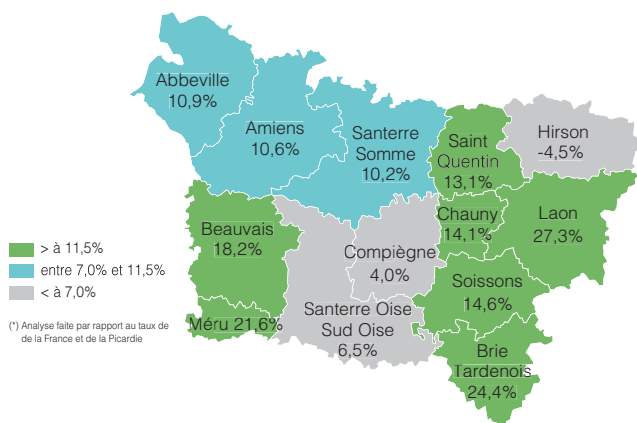 Abbeville
10,9%
Amiens
10,6%
Santerre
Somme
10,2%
Saint
Quentin
13,1%
Hirson
-4,5%
Beauvais
18,2%
Chauny
14,1%
Laon
27,3%
Compiègne
4,0%
Soissons
14,6%
Méru 21,6%
Santerre Oise
Sud Oise
6,5%
Brie
Tardenois
24,4%
> à 11,5%
entre 7,0% et 11,5%
< à 7,0%
(*) Analyse faite par rapport au taux de
de la France et de la Picardie